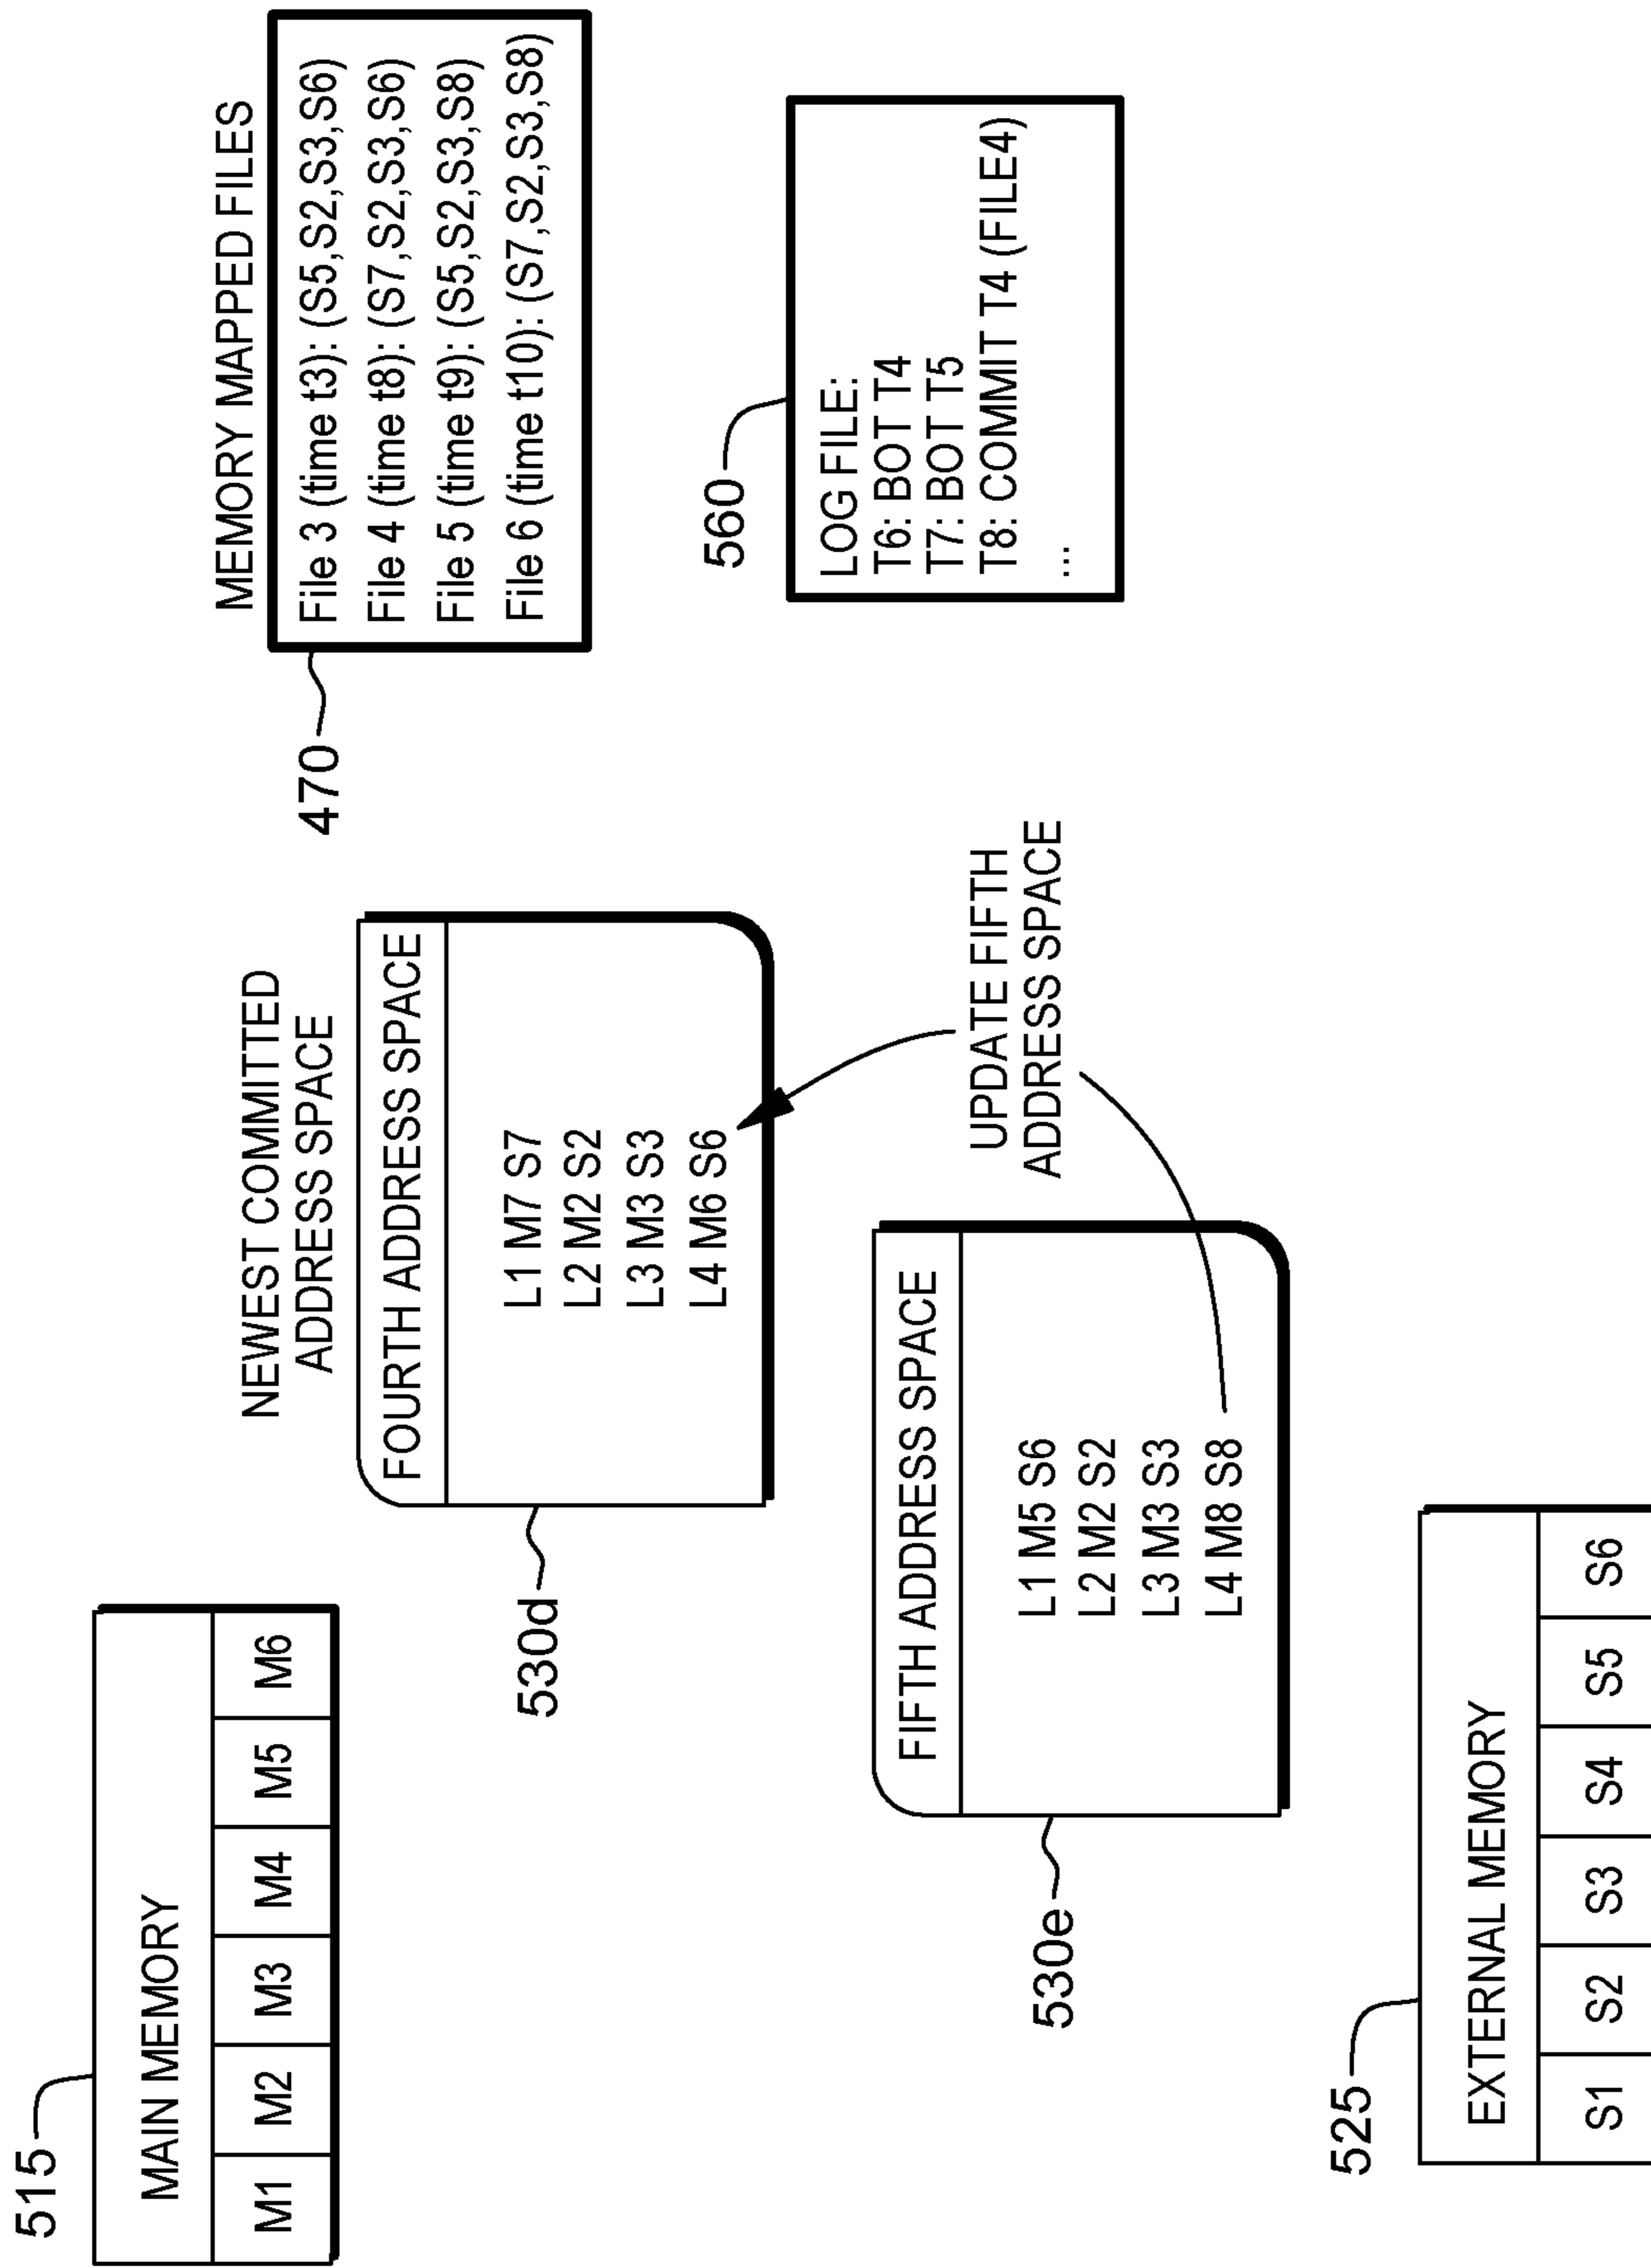 515
MAIN MEMORY
M1 M2 M3 M4 M5 M6
NEWEST COMMITTED
ADDRESS SPACE
530d
FOURTH ADDRESS SPACE
L1 M7 S7
L2 M2 S2
L3 M3 S3
L4 M6 S6
MEMORY MAPPED FILES
470
File 3 (time t3): (S5,S2,S3,S6)
File 4 (time t8): (S7,S2,S3,S6)
File 5 (time t9): (S5,S2,S3,S8)
File 6 (time t10): (S7,S2,S3,S8)
530e
FIFTH ADDRESS SPACE
L1 M5 S6
L2 M2 S2
L3 M3 S3
L4 M8 S8
UPDATE FIFTH
ADDRESS SPACE
560
LOG FILE:
T6: BOT T4
T7: BOT T5
T8: COMMIT T4 (FILE4)
...
525
EXTERNAL MEMORY
S1 S2 S3 S4 S5 S6